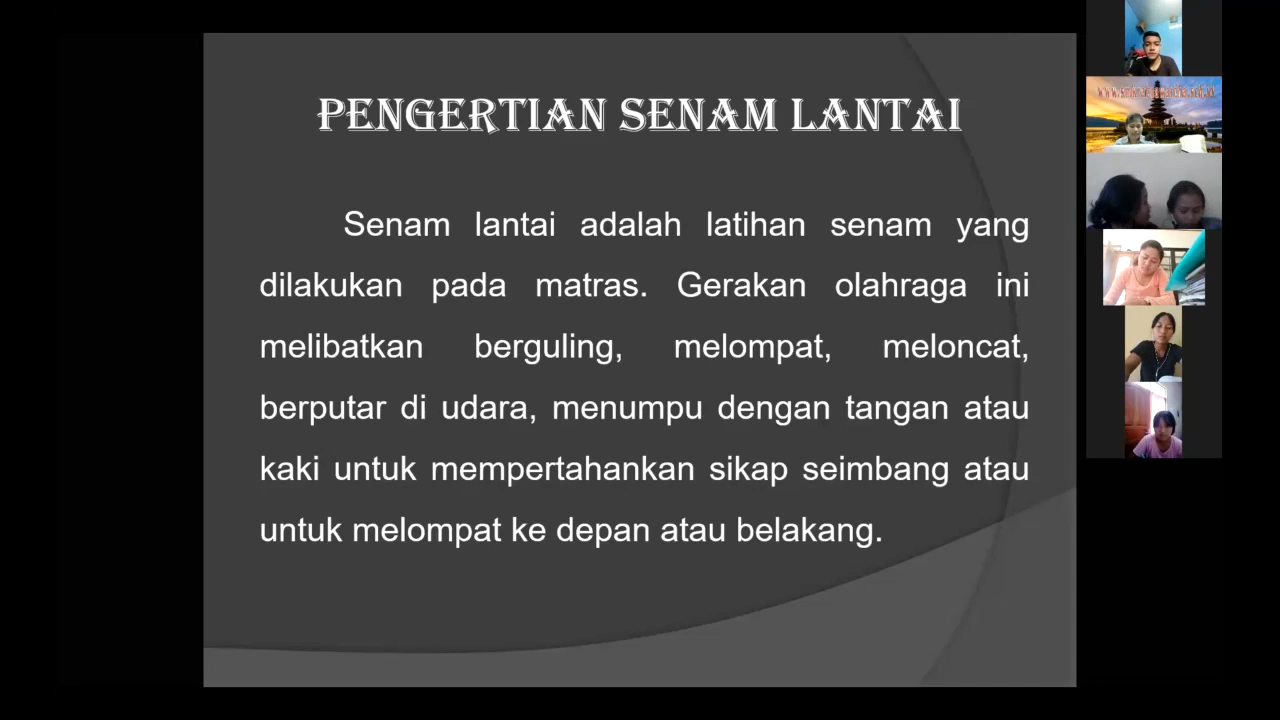 PENGERTIAN SENAM LANTAI
Senam lantai adalah latihan senam yang
dilakukan pada matras. Gerakan olahraga ini
melibatkan berguling, melompat, meloncat,
berputar di udara, menumpu dengan tangan atau
kaki untuk mempertahankan sikap seimbang atau
untuk melompat ke depan atau belakang.